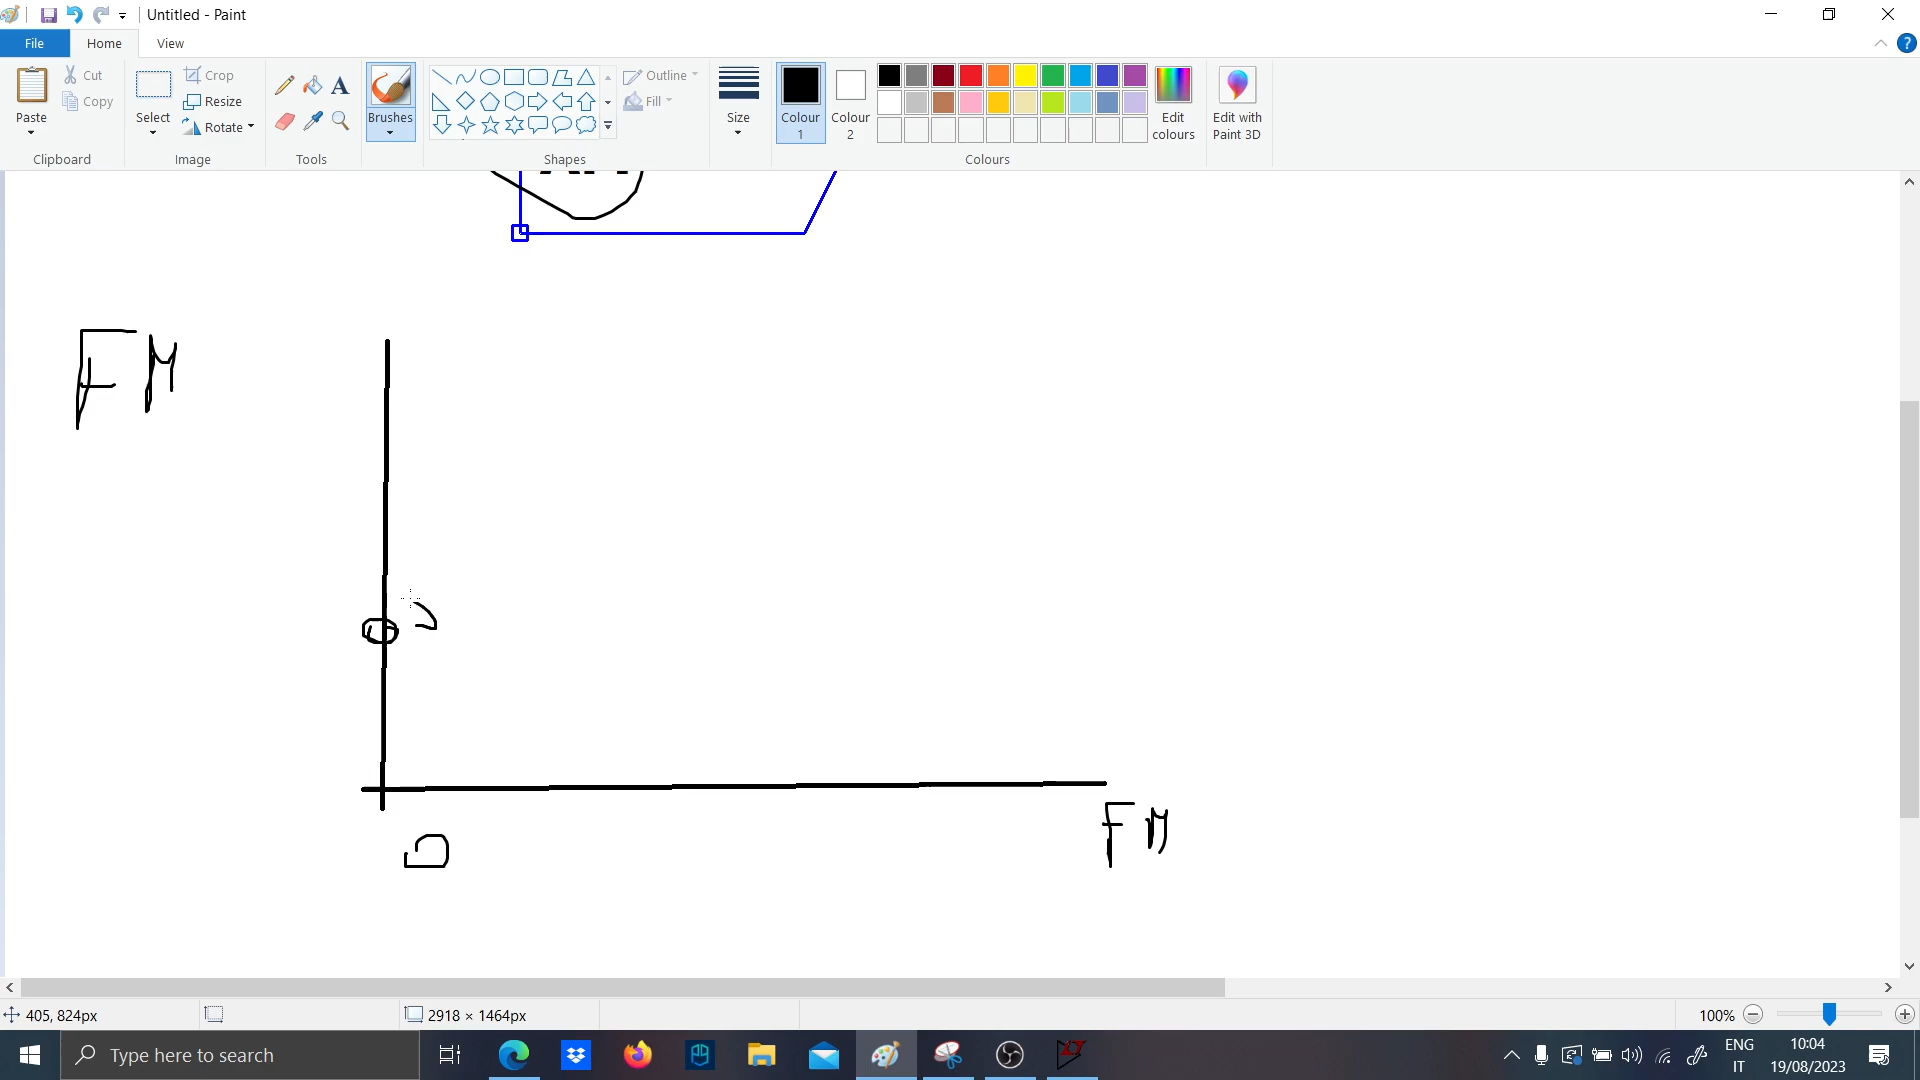 Untitled - Paint
File Home View
Paste
Cut
Copy
Clipboard
Select
Crop
Resize
Rotate
Image
Tools
Brushes
Outline
Fill
Shapes
Size
Colour 1
Colour 2
Edit colours
Colours
Edit with Paint 3D
FM
FM
405, 824px
2918 × 1464px
100%
Type here to search
ENG
IT
10:04
19/08/2023